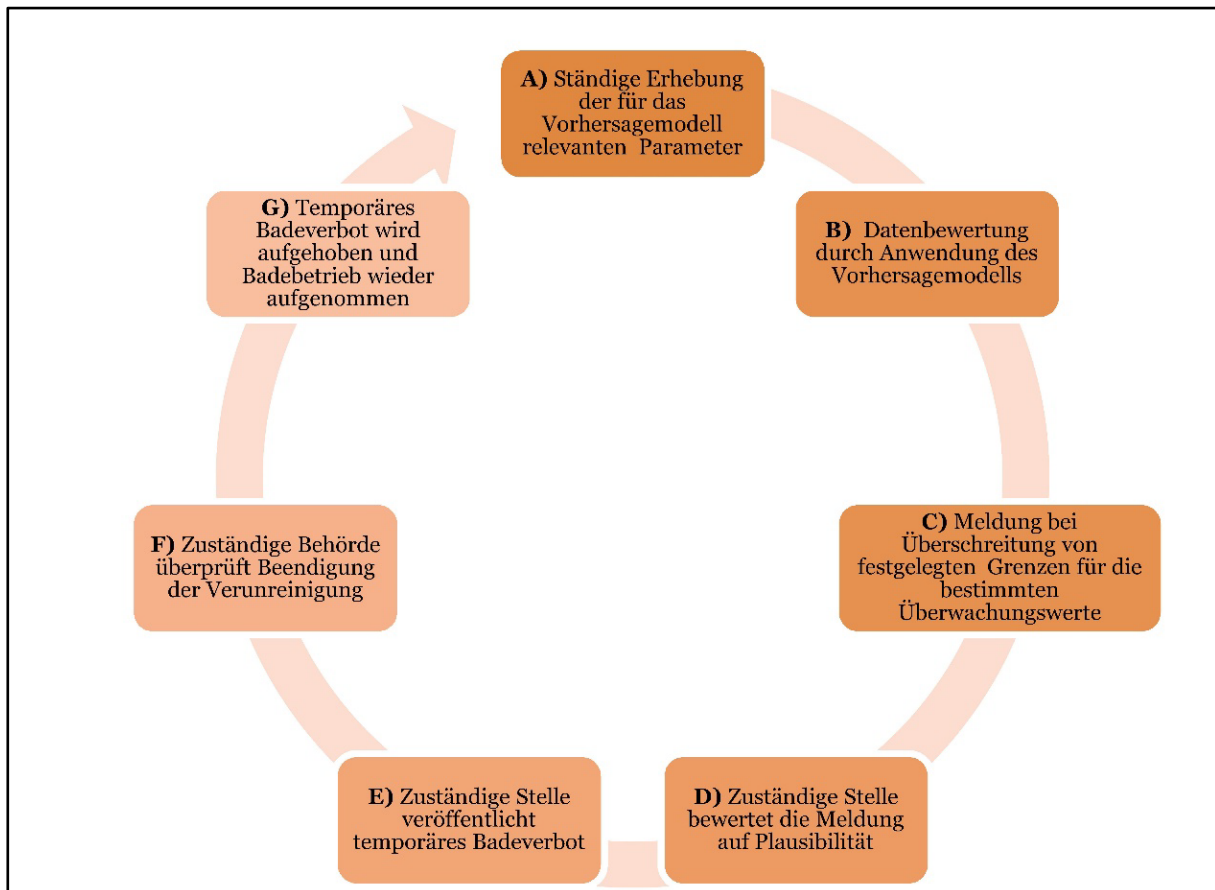 A) Ständige Erhebung
der für das
Vorhersagemodell
relevanten Parameter
B) Datenbewertung
durch Anwendung des
Vorhersagemodells
C) Meldung bei
Überschreitung von
festgelegten Grenzen für die
bestimmten
Überwachungswerte
D) Zuständige Stelle
bewertet die Meldung
auf Plausibilität
E) Zuständige Stelle
veröffentlicht
temporäres Badeverbot
F) Zuständige Behörde
überprüft Beendigung
der Verunreinigung
G) Temporäres
Badeverbot wird
aufgehoben und
Badebetrieb wieder
aufgenommen